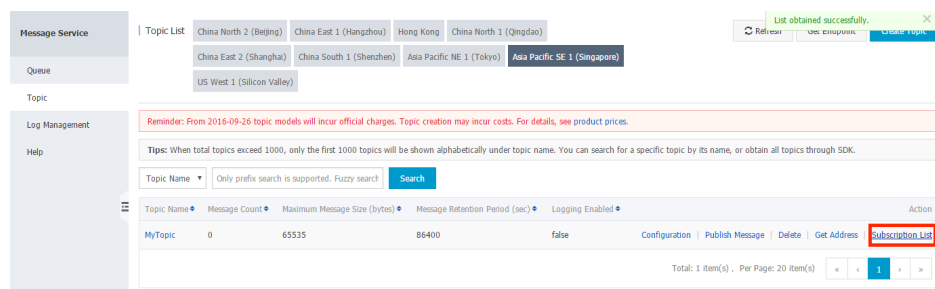 Message Service
Queue
Topic
Log Management
Help
Topic List China North 2 (Beijing) China East 1 (Hangzhou) Hong Kong China North 1 (Qingdao)
China East 2 (Shanghai) China South 1 (Shenzhen) Asia Pacific NE 1 (Tokyo) Asia Pacific SE 1 (Singapore)
US West 1 (Silicon Valley)
List obtained successfully.
Refresh Get Endpoint Create Topic
Reminder: From 2016-09-26 topic models will incur official charges. Topic creation may incur costs. For details, see product prices.
Tips: When total topics exceed 1000, only the first 1000 topics will be shown alphabetically under topic name. You can search for a specific topic by its name, or obtain all topics through SDK.
Topic Name Only prefix search is supported. Fuzzy search Search
Topic Name Message Count Maximum Message Size (bytes) Message Retention Period (sec) Logging Enabled Action
MyTopic 0 65535 86400 false Configuration | Publish Message | Delete | Get Address | Subscription List
Total: 1 item(s) , Per Page: 20 item(s) « ‹ 1 › »